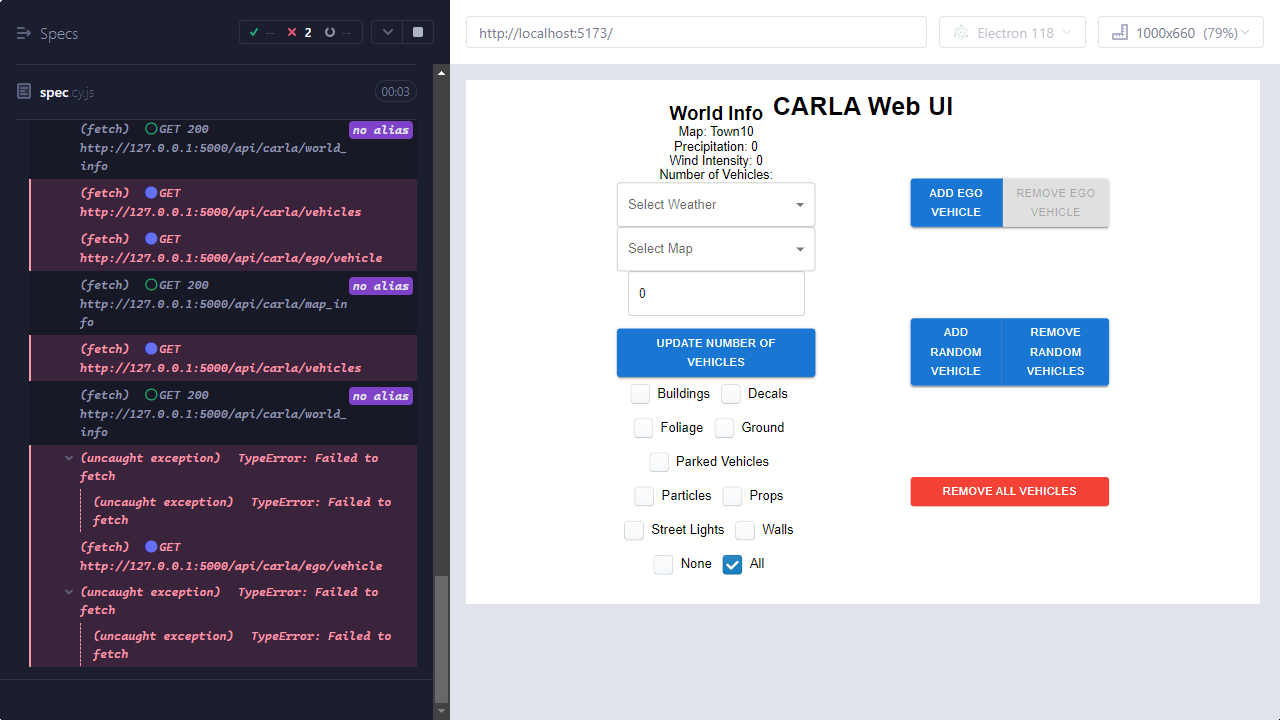 Specs
-- 2 --
spec.cy.js
00:03
(fetch) GET 200
no alias
http://127.0.0.1:5000/api/carla/world_
info
(fetch) GET
http://127.0.0.1:5000/api/carla/vehicles
(fetch) GET
http://127.0.0.1:5000/api/carla/ego/vehicle
(fetch) GET 200
no alias
http://127.0.0.1:5000/api/carla/map_in
fo
(fetch) GET
http://127.0.0.1:5000/api/carla/vehicles
(fetch) GET 200
no alias
http://127.0.0.1:5000/api/carla/world_
info
(uncaught exception) TypeError: Failed to
fetch
(uncaught exception) TypeError: Failed to
fetch
(fetch) GET
http://127.0.0.1:5000/api/carla/ego/vehicle
(uncaught exception) TypeError: Failed to
fetch
(uncaught exception) TypeError: Failed to
fetch
http://localhost:5173/
Electron 118
1000x660 (79%)
CARLA Web UI
World Info
Map: Town10
Precipitation: 0
Wind Intensity: 0
Number of Vehicles:
Select Weather
Select Map
0
UPDATE NUMBER OF
VEHICLES
Buildings Decals
Foliage Ground
Parked Vehicles
Particles Props
Street Lights Walls
None All
ADD EGO
VEHICLE
REMOVE EGO
VEHICLE
ADD
RANDOM
VEHICLE
REMOVE
RANDOM
VEHICLES
REMOVE ALL VEHICLES